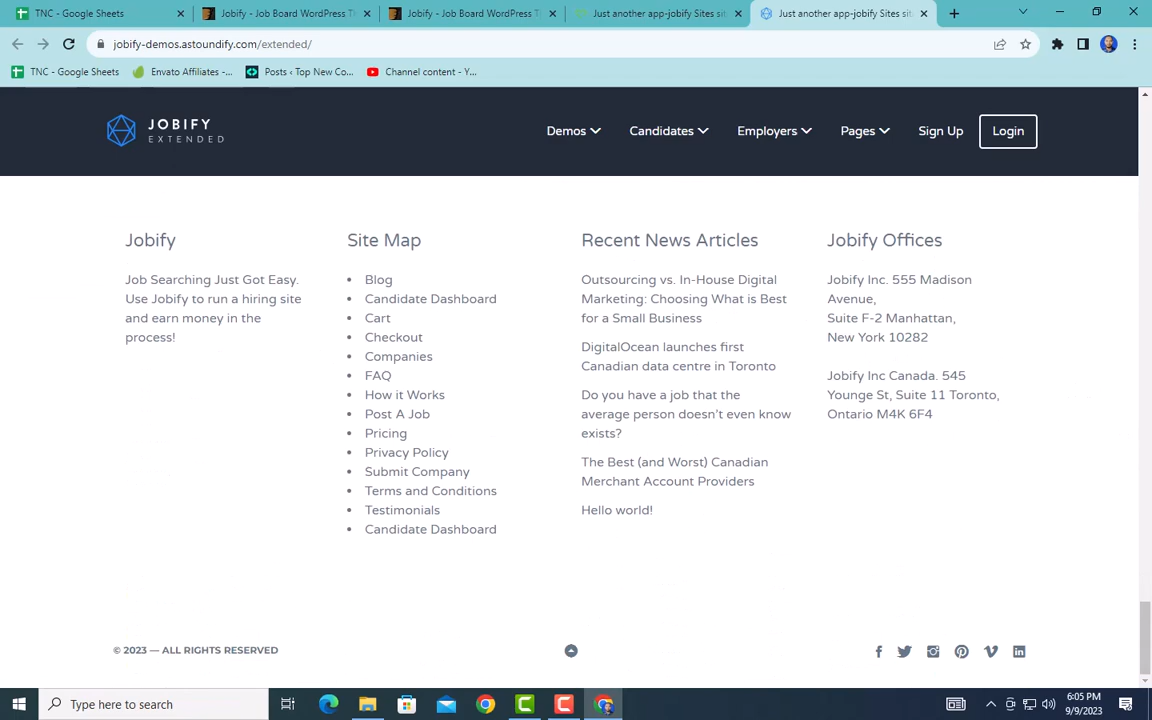 TNC - Google Sheets
Jobify - Job Board WordPress T
Jobify - Job Board WordPress T
Just another app-jobify Sites sit
Just another app-jobify Sites sit
jobify-demos.astoundify.com/extended/
TNC - Google Sheets
Envato Affiliates -...
Posts ‹ Top New Co...
Channel content - Y...
JOBIFY
EXTENDED
Demos
Candidates
Employers
Pages
Sign Up
Login
Jobify
Job Searching Just Got Easy.
Use Jobify to run a hiring site
and earn money in the
process!
Site Map
• Blog
• Candidate Dashboard
• Cart
• Checkout
• Companies
• FAQ
• How it Works
• Post A Job
• Pricing
• Privacy Policy
• Submit Company
• Terms and Conditions
• Testimonials
• Candidate Dashboard
Recent News Articles
Outsourcing vs. In-House Digital
Marketing: Choosing What is Best
for a Small Business
DigitalOcean launches first
Canadian data centre in Toronto
Do you have a job that the
average person doesn't even know
exists?
The Best (and Worst) Canadian
Merchant Account Providers
Hello world!
Jobify Offices
Jobify Inc. 555 Madison
Avenue,
Suite F-2 Manhattan,
New York 10282
Jobify Inc Canada. 545
Younge St, Suite 11 Toronto,
Ontario M4K 6F4
© 2023 — ALL RIGHTS RESERVED
Type here to search
6:05 PM
9/9/2023